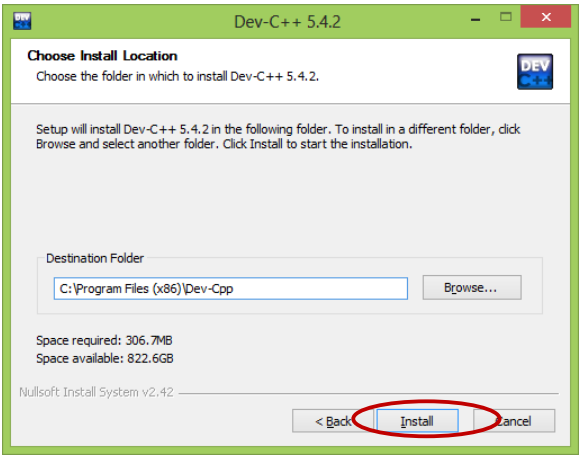 DEV
Dev-C++ 5.4.2
Choose Install Location
Choose the folder in which to install Dev-C++ 5.4.2.
DEV
C++
Setup will install Dev-C++ 5.4.2 in the following folder. To install in a different folder, click
Browse and select another folder. Click Install to start the installation.
Destination Folder
C:\Program Files (x86)\Dev-Cpp
Browse...
Space required: 306.7MB
Space available: 822.6GB
Nullsoft Install System v2.42
< Back
Install
Cancel